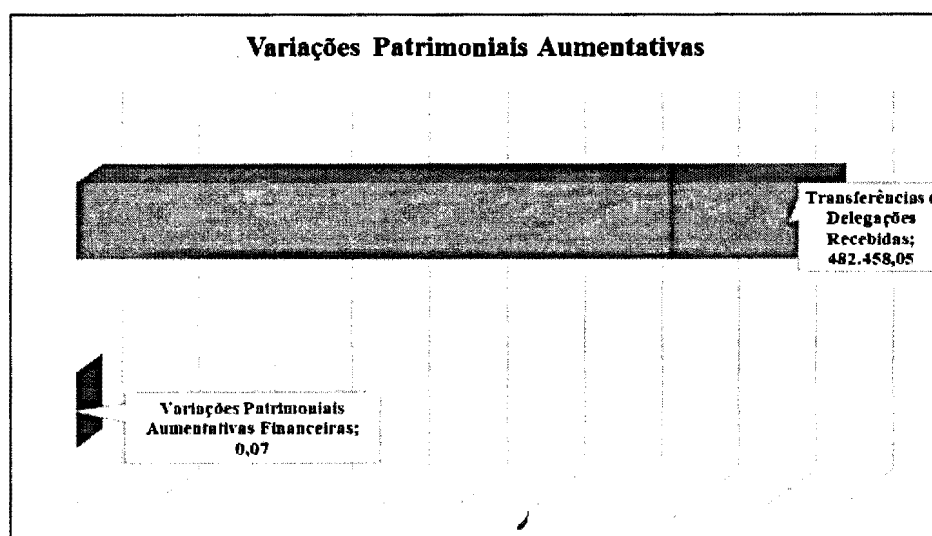 Variações Patrimoniais Aumentativas
Transferências e
Delegações
Recebidas;
482.458,05
Variações Patrimoniais
Aumentativas Financeiras;
0,07